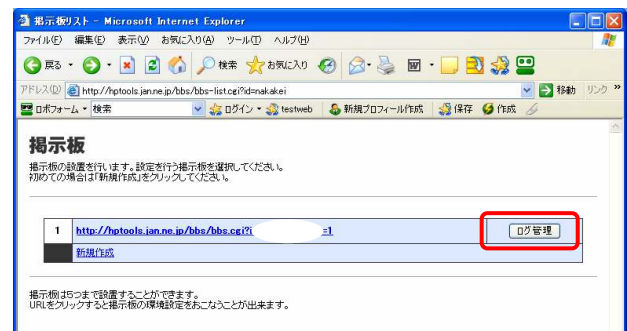 掲示板リスト - Microsoft Internet Explorer
ファイル(F) 編集(E) 表示(V) お気に入り(A) ツール(T) ヘルプ(H)
戻る 検索 お気に入り
アドレス(D) http://hptools.jan.ne.jp/bbs/bbs-list.cgi?id=nakakei 移動 リンク »
ロボフォーム 検索 ログイン testweb 新規プロフィール作成 保存 作成
掲示板
掲示板の設置を行います。設定を行う掲示板を選択してください。
初めての場合は「新規作成」をクリックしてください。
1 http://hptools.jan.ne.jp/bbs/bbs.cgi?i =1 ログ管理
新規作成
掲示板は5つまで設置することができます。
URLをクリックすると掲示板の環境設定をおこなうことが出来ます。